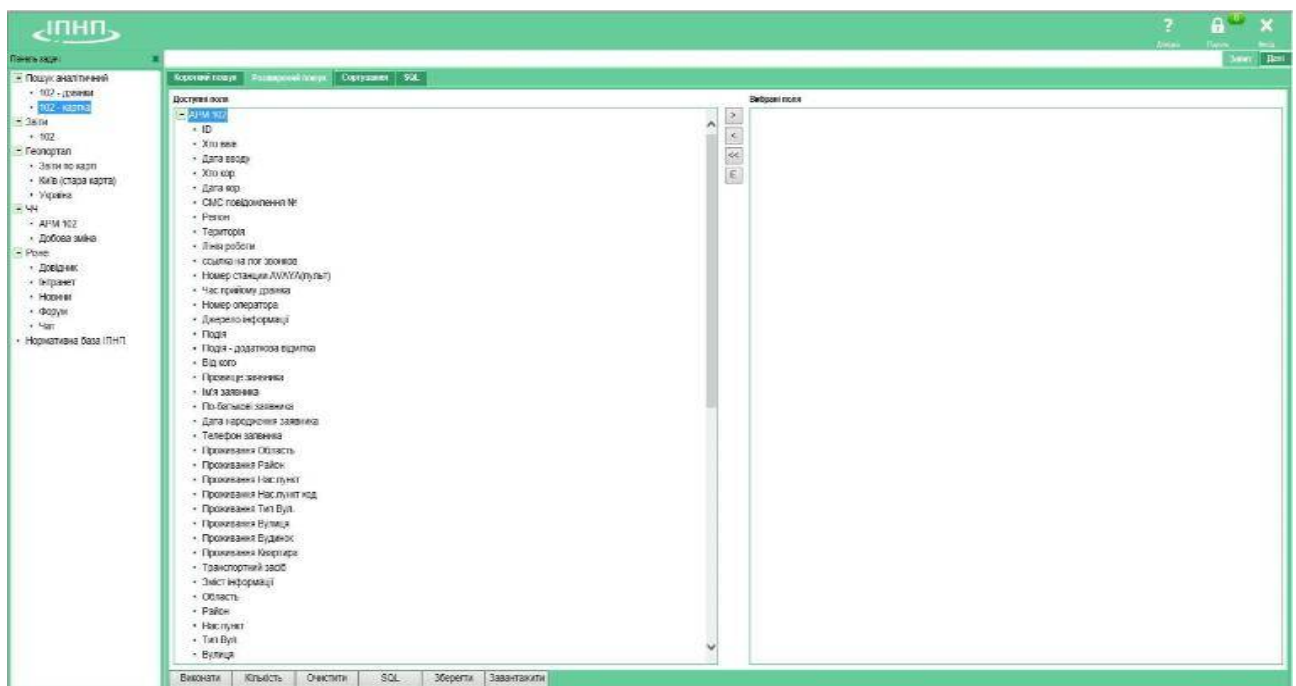 ІПНП
?
Довідка
Пароль
Вихід
Панель задач
Запит
Дані
Пошук аналітичний
102 - дзвінки
102 - картка
Звіти
102
Геопортал
Звіти по карті
Київ (стара карта)
Україна
ЧЧ
АРМ 102
Добова зміна
Різне
Довідник
Інтранет
Новини
Форум
Чат
Нормативна база ІПНП
Короткий пошук
Розширений пошук
Сортування
SQL
Доступні поля
АРМ 102
ID
Хто ввів
Дата вводу
Хто кор.
Дата кор.
СМС повідомлення №
Регіон
Територія
Лінія роботи
ссылка на лог звонков
Номер станции AVAYA(пульт)
Час прийому дзвінка
Номер оператора
Джерело інформації
Подія
Подія - додаткова відмітка
Від кого
Прізвище заявника
Ім'я заявника
По-батькові заявника
Дата народження заявника
Телефон заявника
Проживання Область
Проживання Район
Проживання Нас.пункт
Проживання Нас.пункт код
Проживання Тип Вул.
Проживання Вулиця
Проживання Будинок
Проживання Квартира
Транспортний засіб
Зміст інформації
Область
Район
Нас.пункт
Тип Вул.
Вулиця
>
<
<<
E
Вибрані поля
Виконати
Кількість
Очистити
SQL
Зберегти
Завантажити